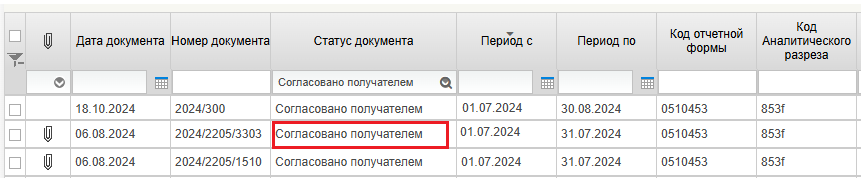 Дата документа Номер документа Статус документа Период с Период по Код отчетной формы Код Аналитического разреза
Согласовано получателем
18.10.2024 2024/300 Согласовано получателем 01.07.2024 30.08.2024 0510453 853f
06.08.2024 2024/2205/3303 Согласовано получателем 01.07.2024 31.07.2024 0510453 853f
06.08.2024 2024/2205/1510 Согласовано получателем 01.07.2024 31.07.2024 0510453 853f